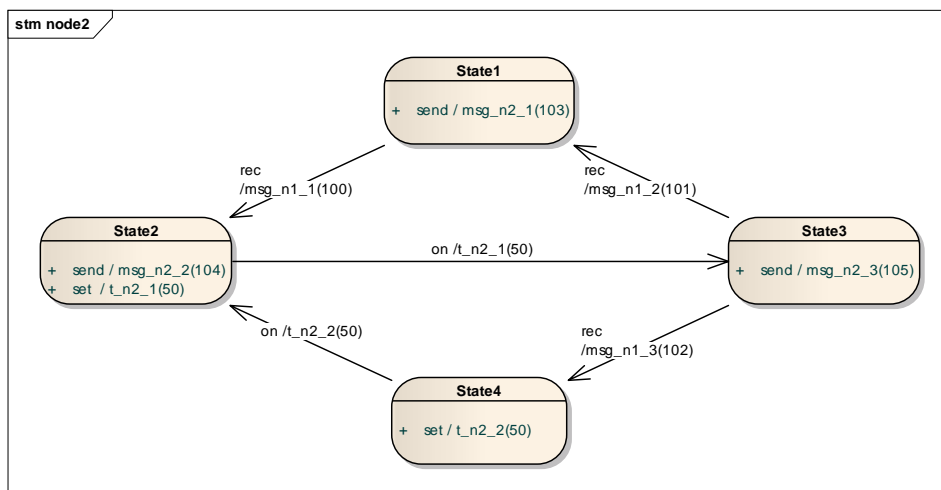 stm node2
State1
+ send / msg_n2_1(103)
rec
/msg_n1_1(100)
rec
/msg_n1_2(101)
State2
+ send / msg_n2_2(104)
+ set / t_n2_1(50)
on /t_n2_1(50)
State3
+ send / msg_n2_3(105)
on /t_n2_2(50)
rec
/msg_n1_3(102)
State4
+ set / t_n2_2(50)